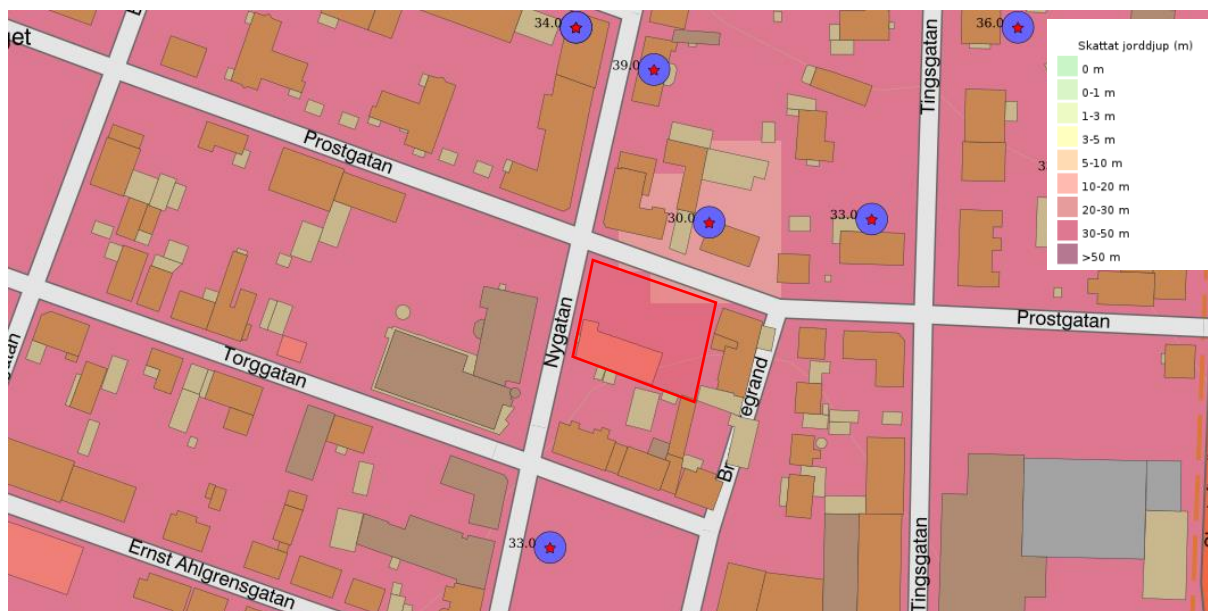 34.0
36.0
get
39.0
Tingsgatan
Skattat jorddjup (m)
0 m
0-1 m
1-3 m
3-5 m
5-10 m
10-20 m
20-30 m
30-50 m
>50 m
Prostgatan
30.0
33.0
Nygatan
Prostgatan
Torggatan
egrand
Br
33.0
Tingsgatan
Ernst Ahlgrensgatan
gatan